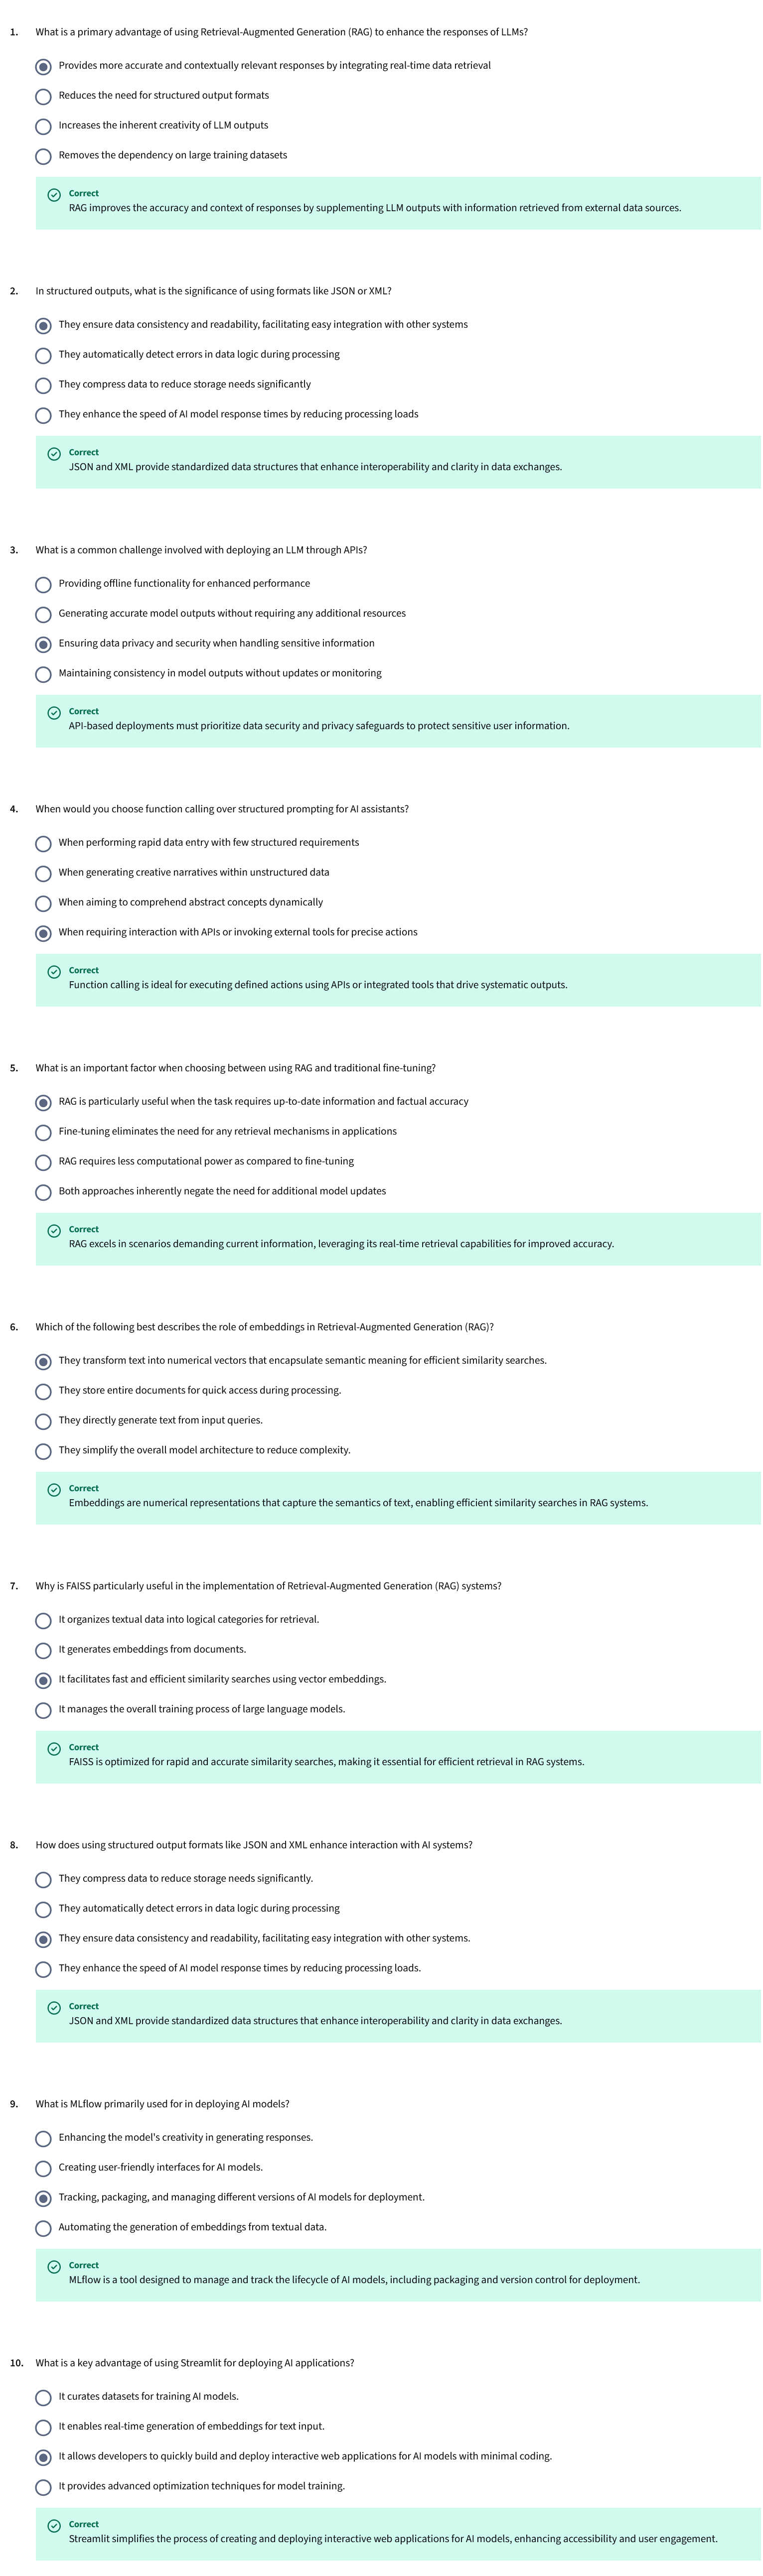 1. What is a primary advantage of using Retrieval-Augmented Generation (RAG) to enhance the responses of LLMs?
Provides more accurate and contextually relevant responses by integrating real-time data retrieval
Reduces the need for structured output formats
Increases the inherent creativity of LLM outputs
Removes the dependency on large training datasets
Correct
RAG improves the accuracy and context of responses by supplementing LLM outputs with information retrieved from external data sources.
2. In structured outputs, what is the significance of using formats like JSON or XML?
They ensure data consistency and readability, facilitating easy integration with other systems
They automatically detect errors in data logic during processing
They compress data to reduce storage needs significantly
They enhance the speed of AI model response times by reducing processing loads
Correct
JSON and XML provide standardized data structures that enhance interoperability and clarity in data exchanges.
3. What is a common challenge involved with deploying an LLM through APIs?
Providing offline functionality for enhanced performance
Generating accurate model outputs without requiring any additional resources
Ensuring data privacy and security when handling sensitive information
Maintaining consistency in model outputs without updates or monitoring
Correct
API-based deployments must prioritize data security and privacy safeguards to protect sensitive user information.
4. When would you choose function calling over structured prompting for AI assistants?
When performing rapid data entry with few structured requirements
When generating creative narratives within unstructured data
When aiming to comprehend abstract concepts dynamically
When requiring interaction with APIs or invoking external tools for precise actions
Correct
Function calling is ideal for executing defined actions using APIs or integrated tools that drive systematic outputs.
5. What is an important factor when choosing between using RAG and traditional fine-tuning?
RAG is particularly useful when the task requires up-to-date information and factual accuracy
Fine-tuning eliminates the need for any retrieval mechanisms in applications
RAG requires less computational power as compared to fine-tuning
Both approaches inherently negate the need for additional model updates
Correct
RAG excels in scenarios demanding current information, leveraging its real-time retrieval capabilities for improved accuracy.
6. Which of the following best describes the role of embeddings in Retrieval-Augmented Generation (RAG)?
They transform text into numerical vectors that encapsulate semantic meaning for efficient similarity searches.
They store entire documents for quick access during processing.
They directly generate text from input queries.
They simplify the overall model architecture to reduce complexity.
Correct
Embeddings are numerical representations that capture the semantics of text, enabling efficient similarity searches in RAG systems.
7. Why is FAISS particularly useful in the implementation of Retrieval-Augmented Generation (RAG) systems?
It organizes textual data into logical categories for retrieval.
It generates embeddings from documents.
It facilitates fast and efficient similarity searches using vector embeddings.
It manages the overall training process of large language models.
Correct
FAISS is optimized for rapid and accurate similarity searches, making it essential for efficient retrieval in RAG systems.
8. How does using structured output formats like JSON and XML enhance interaction with AI systems?
They compress data to reduce storage needs significantly.
They automatically detect errors in data logic during processing
They ensure data consistency and readability, facilitating easy integration with other systems.
They enhance the speed of AI model response times by reducing processing loads.
Correct
JSON and XML provide standardized data structures that enhance interoperability and clarity in data exchanges.
9. What is MLflow primarily used for in deploying AI models?
Enhancing the model's creativity in generating responses.
Creating user-friendly interfaces for AI models.
Tracking, packaging, and managing different versions of AI models for deployment.
Automating the generation of embeddings from textual data.
Correct
MLflow is a tool designed to manage and track the lifecycle of AI models, including packaging and version control for deployment.
10. What is a key advantage of using Streamlit for deploying AI applications?
It curates datasets for training AI models.
It enables real-time generation of embeddings for text input.
It allows developers to quickly build and deploy interactive web applications for AI models with minimal coding.
It provides advanced optimization techniques for model training.
Correct
Streamlit simplifies the process of creating and deploying interactive web applications for AI models, enhancing accessibility and user engagement.